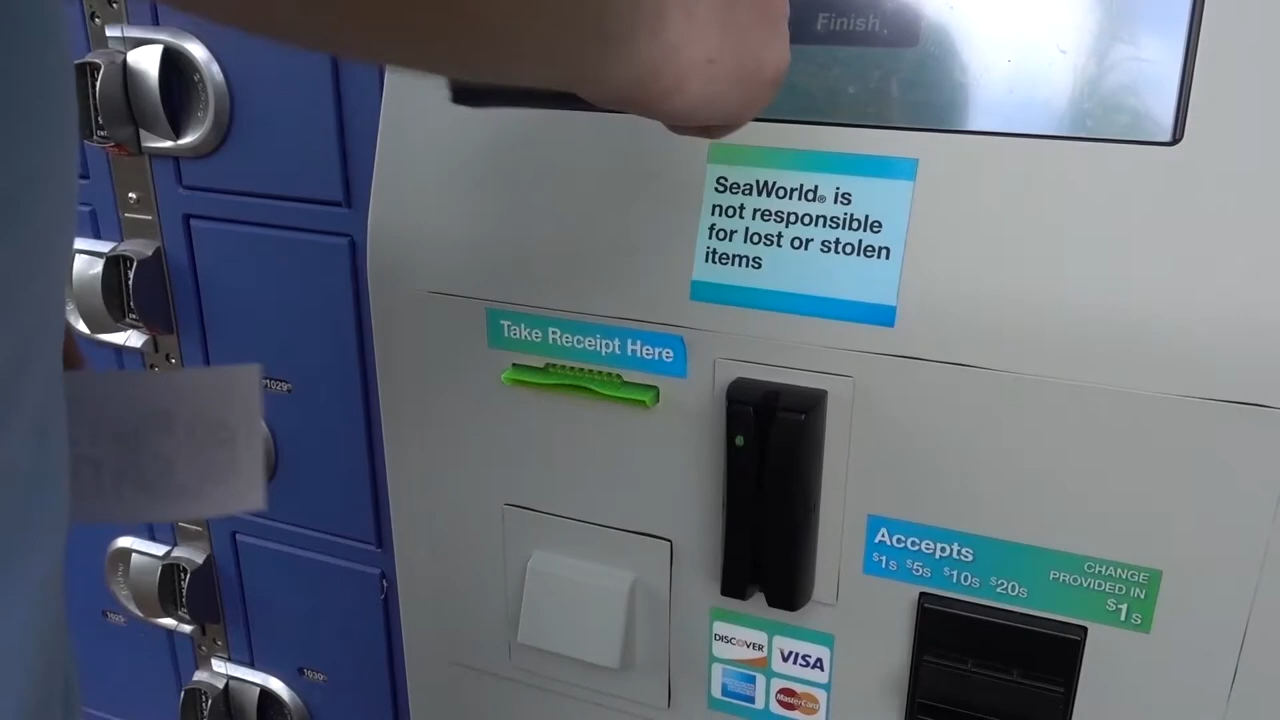 Finish
SeaWorld® is
not responsible
for lost or stolen
items
Take Receipt Here
1029
Accepts
$1s $5s $10s $20s
CHANGE
PROVIDED IN
$1s
DISCOVER
VISA
MasterCard
1030